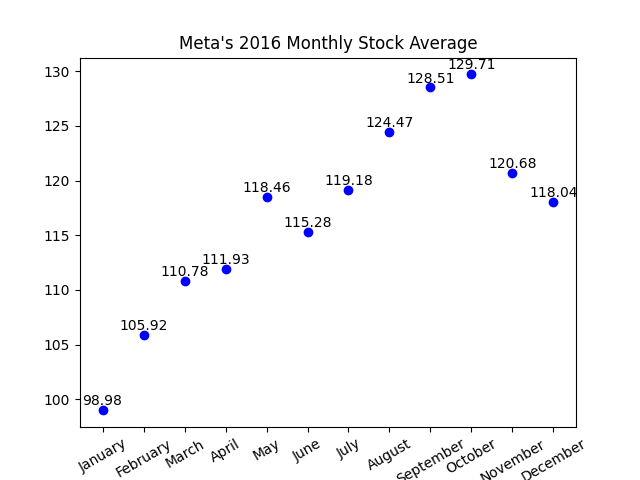 Meta's 2016 Monthly Stock Average
130
125
120
115
110
105
100
98.98
105.92
110.78
111.93
118.46
115.28
119.18
124.47
128.51
129.71
120.68
118.04
January
February
March
April
May
June
July
August
September
October
November
December